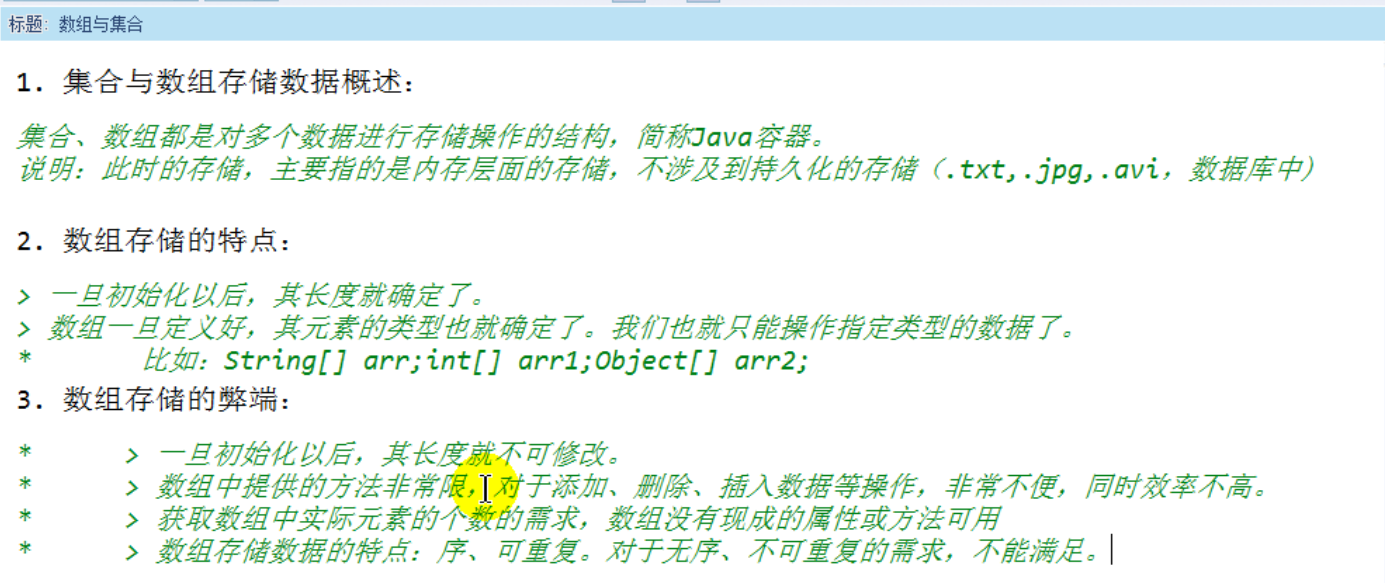 标题: 数组与集合
1. 集合与数组存储数据概述:
集合、数组都是对多个数据进行存储操作的结构，简称Java容器。
说明：此时的存储，主要指的是内存层面的存储，不涉及到持久化的存储（.txt,.jpg,.avi，数据库中）
2. 数组存储的特点:
> 一旦初始化以后，其长度就确定了。
> 数组一旦定义好，其元素的类型也就确定了。我们也就只能操作指定类型的数据了。
* 比如：String[] arr;int[] arr1;Object[] arr2;
3. 数组存储的弊端:
* > 一旦初始化以后，其长度就不可修改。
* > 数组中提供的方法非常限，对于添加、删除、插入数据等操作，非常不便，同时效率不高。
* > 获取数组中实际元素的个数的需求，数组没有现成的属性或方法可用
* > 数组存储数据的特点：序、可重复。对于无序、不可重复的需求，不能满足。